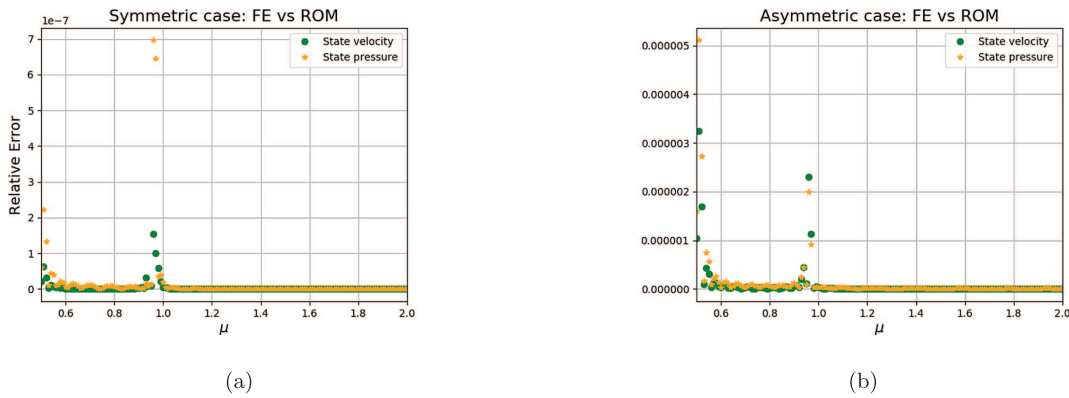 Symmetric case: FE vs ROM
1e−7
State velocity
State pressure
7
6
5
4
3
2
1
0
Relative Error
0.6 0.8 1.0 1.2 1.4 1.6 1.8 2.0
μ
(a)
Asymmetric case: FE vs ROM
State velocity
State pressure
0.000005
0.000004
0.000003
0.000002
0.000001
0.000000
0.6 0.8 1.0 1.2 1.4 1.6 1.8 2.0
μ
(b)